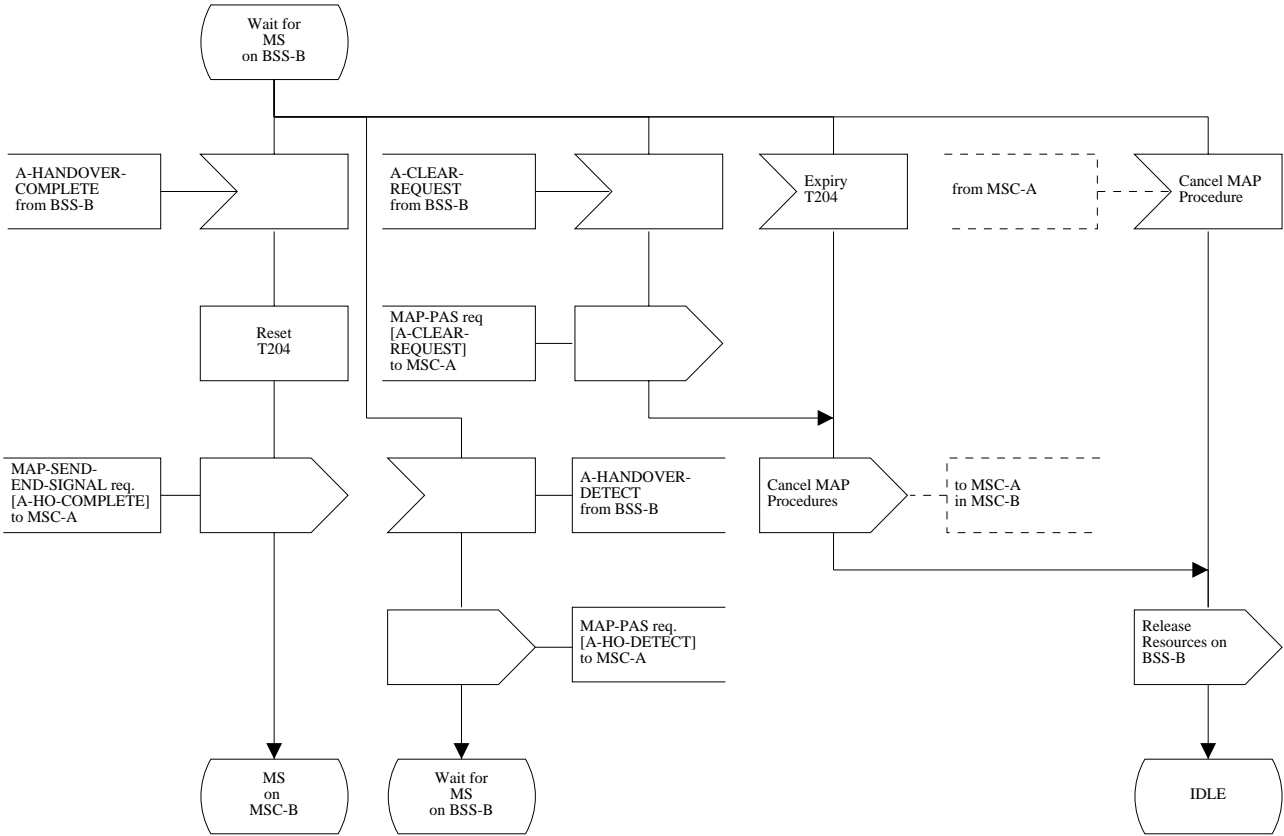 Wait for
MS
on BSS-B
A-HANDOVER-
COMPLETE
from BSS-B
A-CLEAR-
REQUEST
from BSS-B
Expiry
T204
from MSC-A
Cancel MAP
Procedure
Reset
T204
MAP-PAS req
[A-CLEAR-
REQUEST]
to MSC-A
MAP-SEND-
END-SIGNAL req.
[A-HO-COMPLETE]
to MSC-A
A-HANDOVER-
DETECT
from BSS-B
Cancel MAP
Procedures
to MSC-A
in MSC-B
MAP-PAS req.
[A-HO-DETECT]
to MSC-A
Release
Resources on
BSS-B
MS
on
MSC-B
Wait for
MS
on BSS-B
IDLE